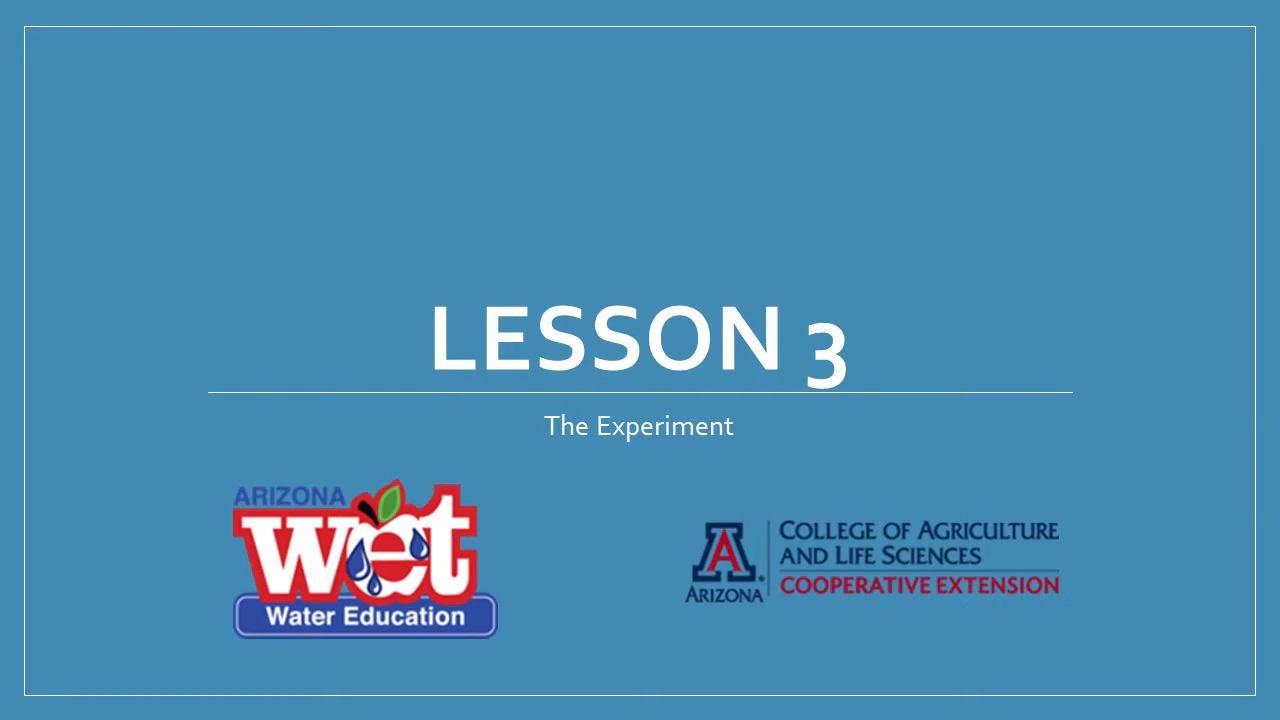 LESSON 3
The Experiment
ARIZONA
wet
Water Education
A
ARIZONA
COLLEGE OF AGRICULTURE
AND LIFE SCIENCES
COOPERATIVE EXTENSION